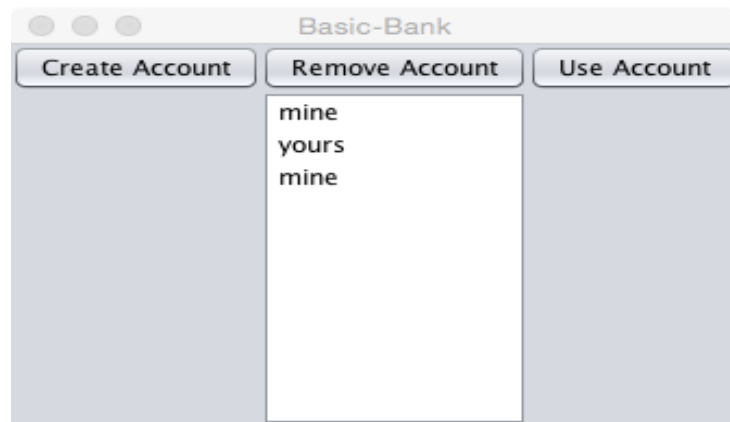 Basic-Bank
Create Account Remove Account Use Account
mine
yours
mine